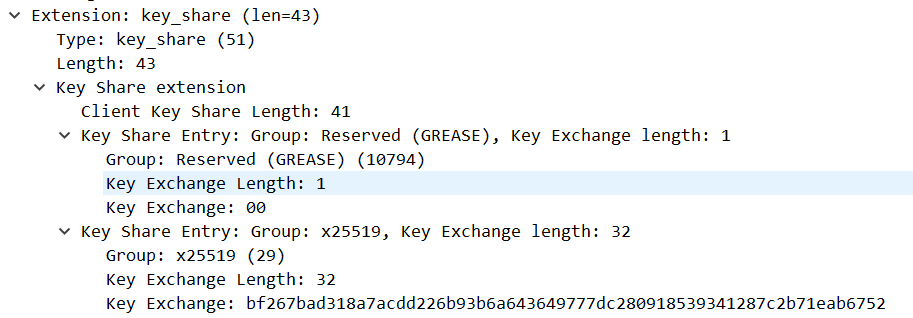 Extension: key_share (len=43)
Type: key_share (51)
Length: 43
Key Share extension
Client Key Share Length: 41
Key Share Entry: Group: Reserved (GREASE), Key Exchange length: 1
Group: Reserved (GREASE) (10794)
Key Exchange Length: 1
Key Exchange: 00
Key Share Entry: Group: x25519, Key Exchange length: 32
Group: x25519 (29)
Key Exchange Length: 32
Key Exchange: bf267bad318a7acdd226b93b6a643649777dc280918539341287c2b71eab6752